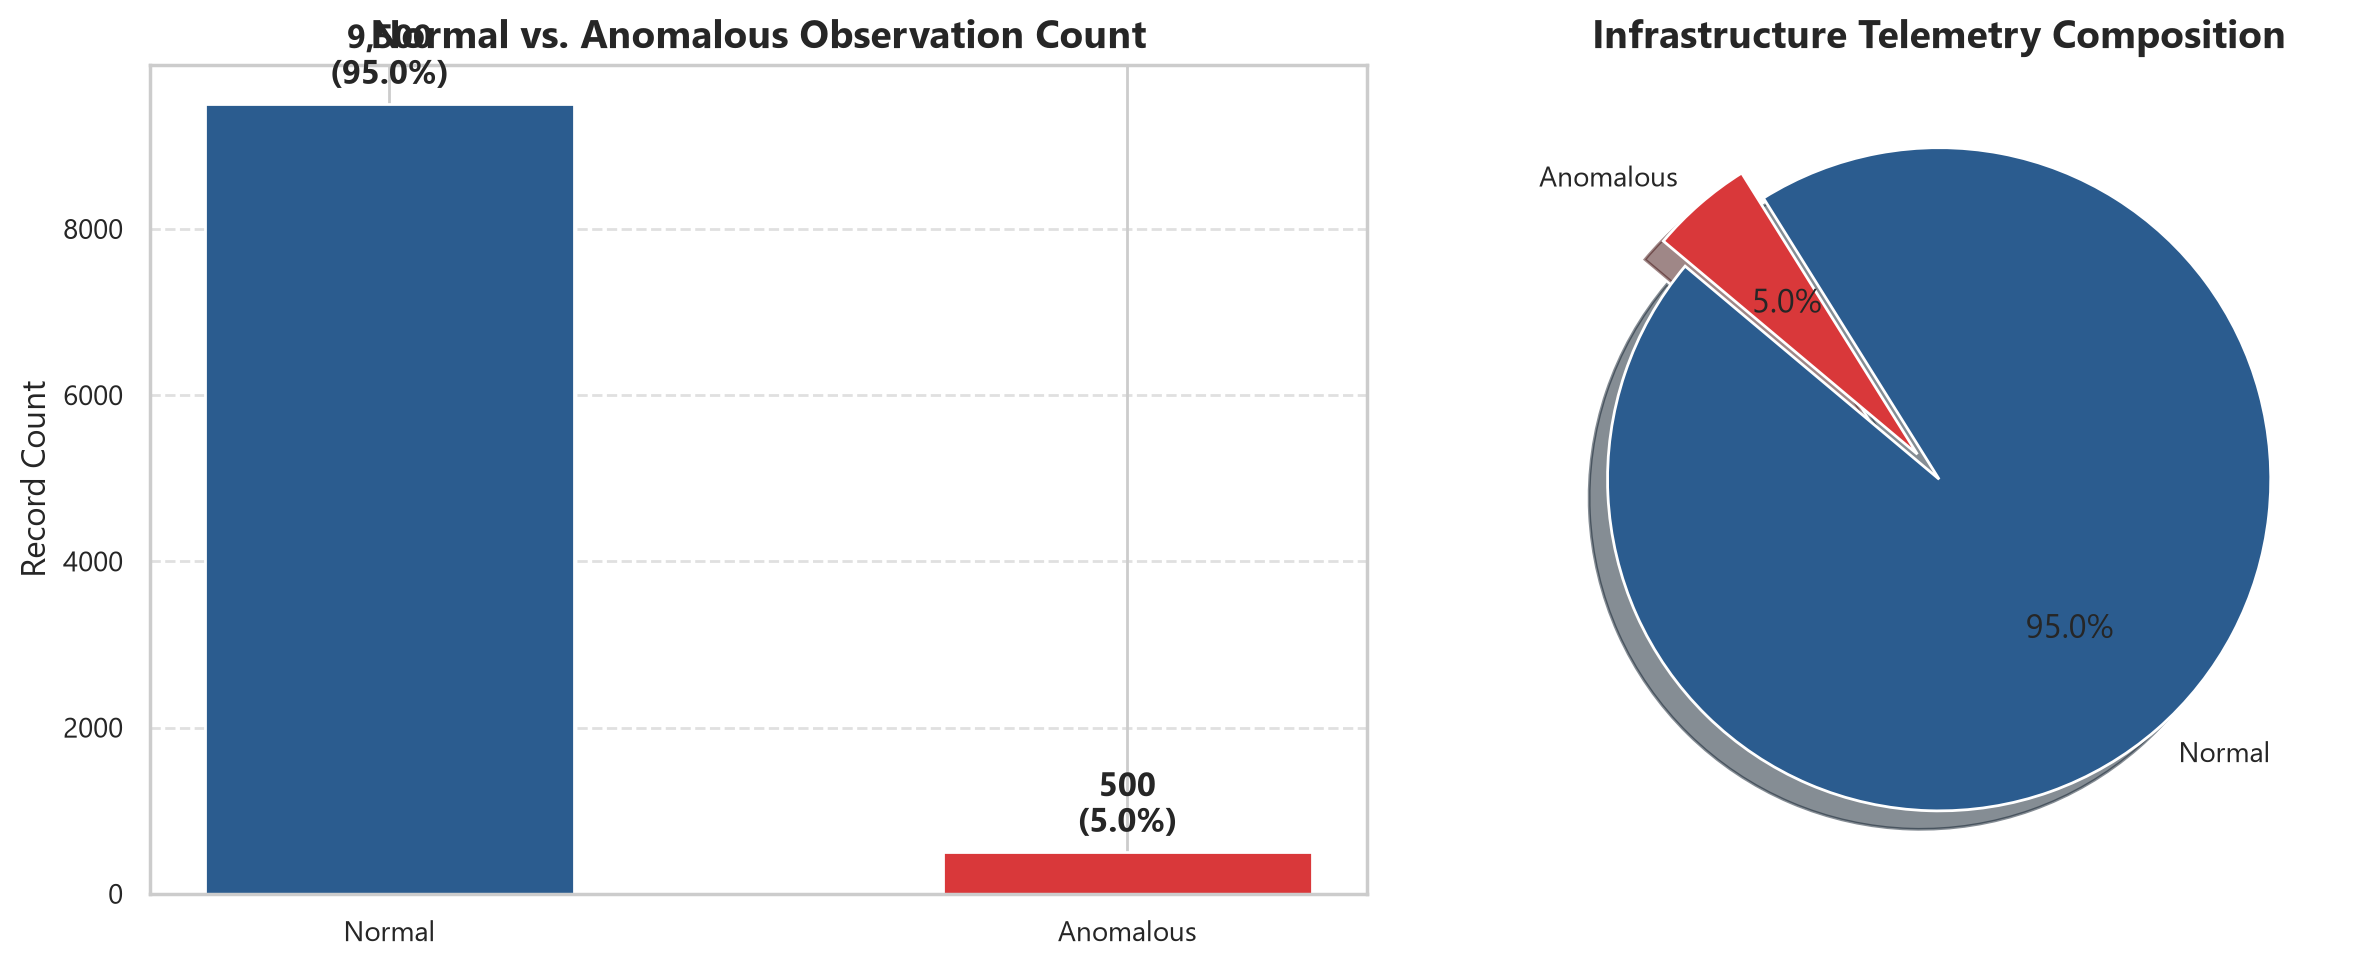 Normal vs. Anomalous Observation Count
9,500
(95.0%)
8000
6000
4000
2000
0
Record Count
500
(5.0%)
Normal
Anomalous
Infrastructure Telemetry Composition
Anomalous
5.0%
95.0%
Normal